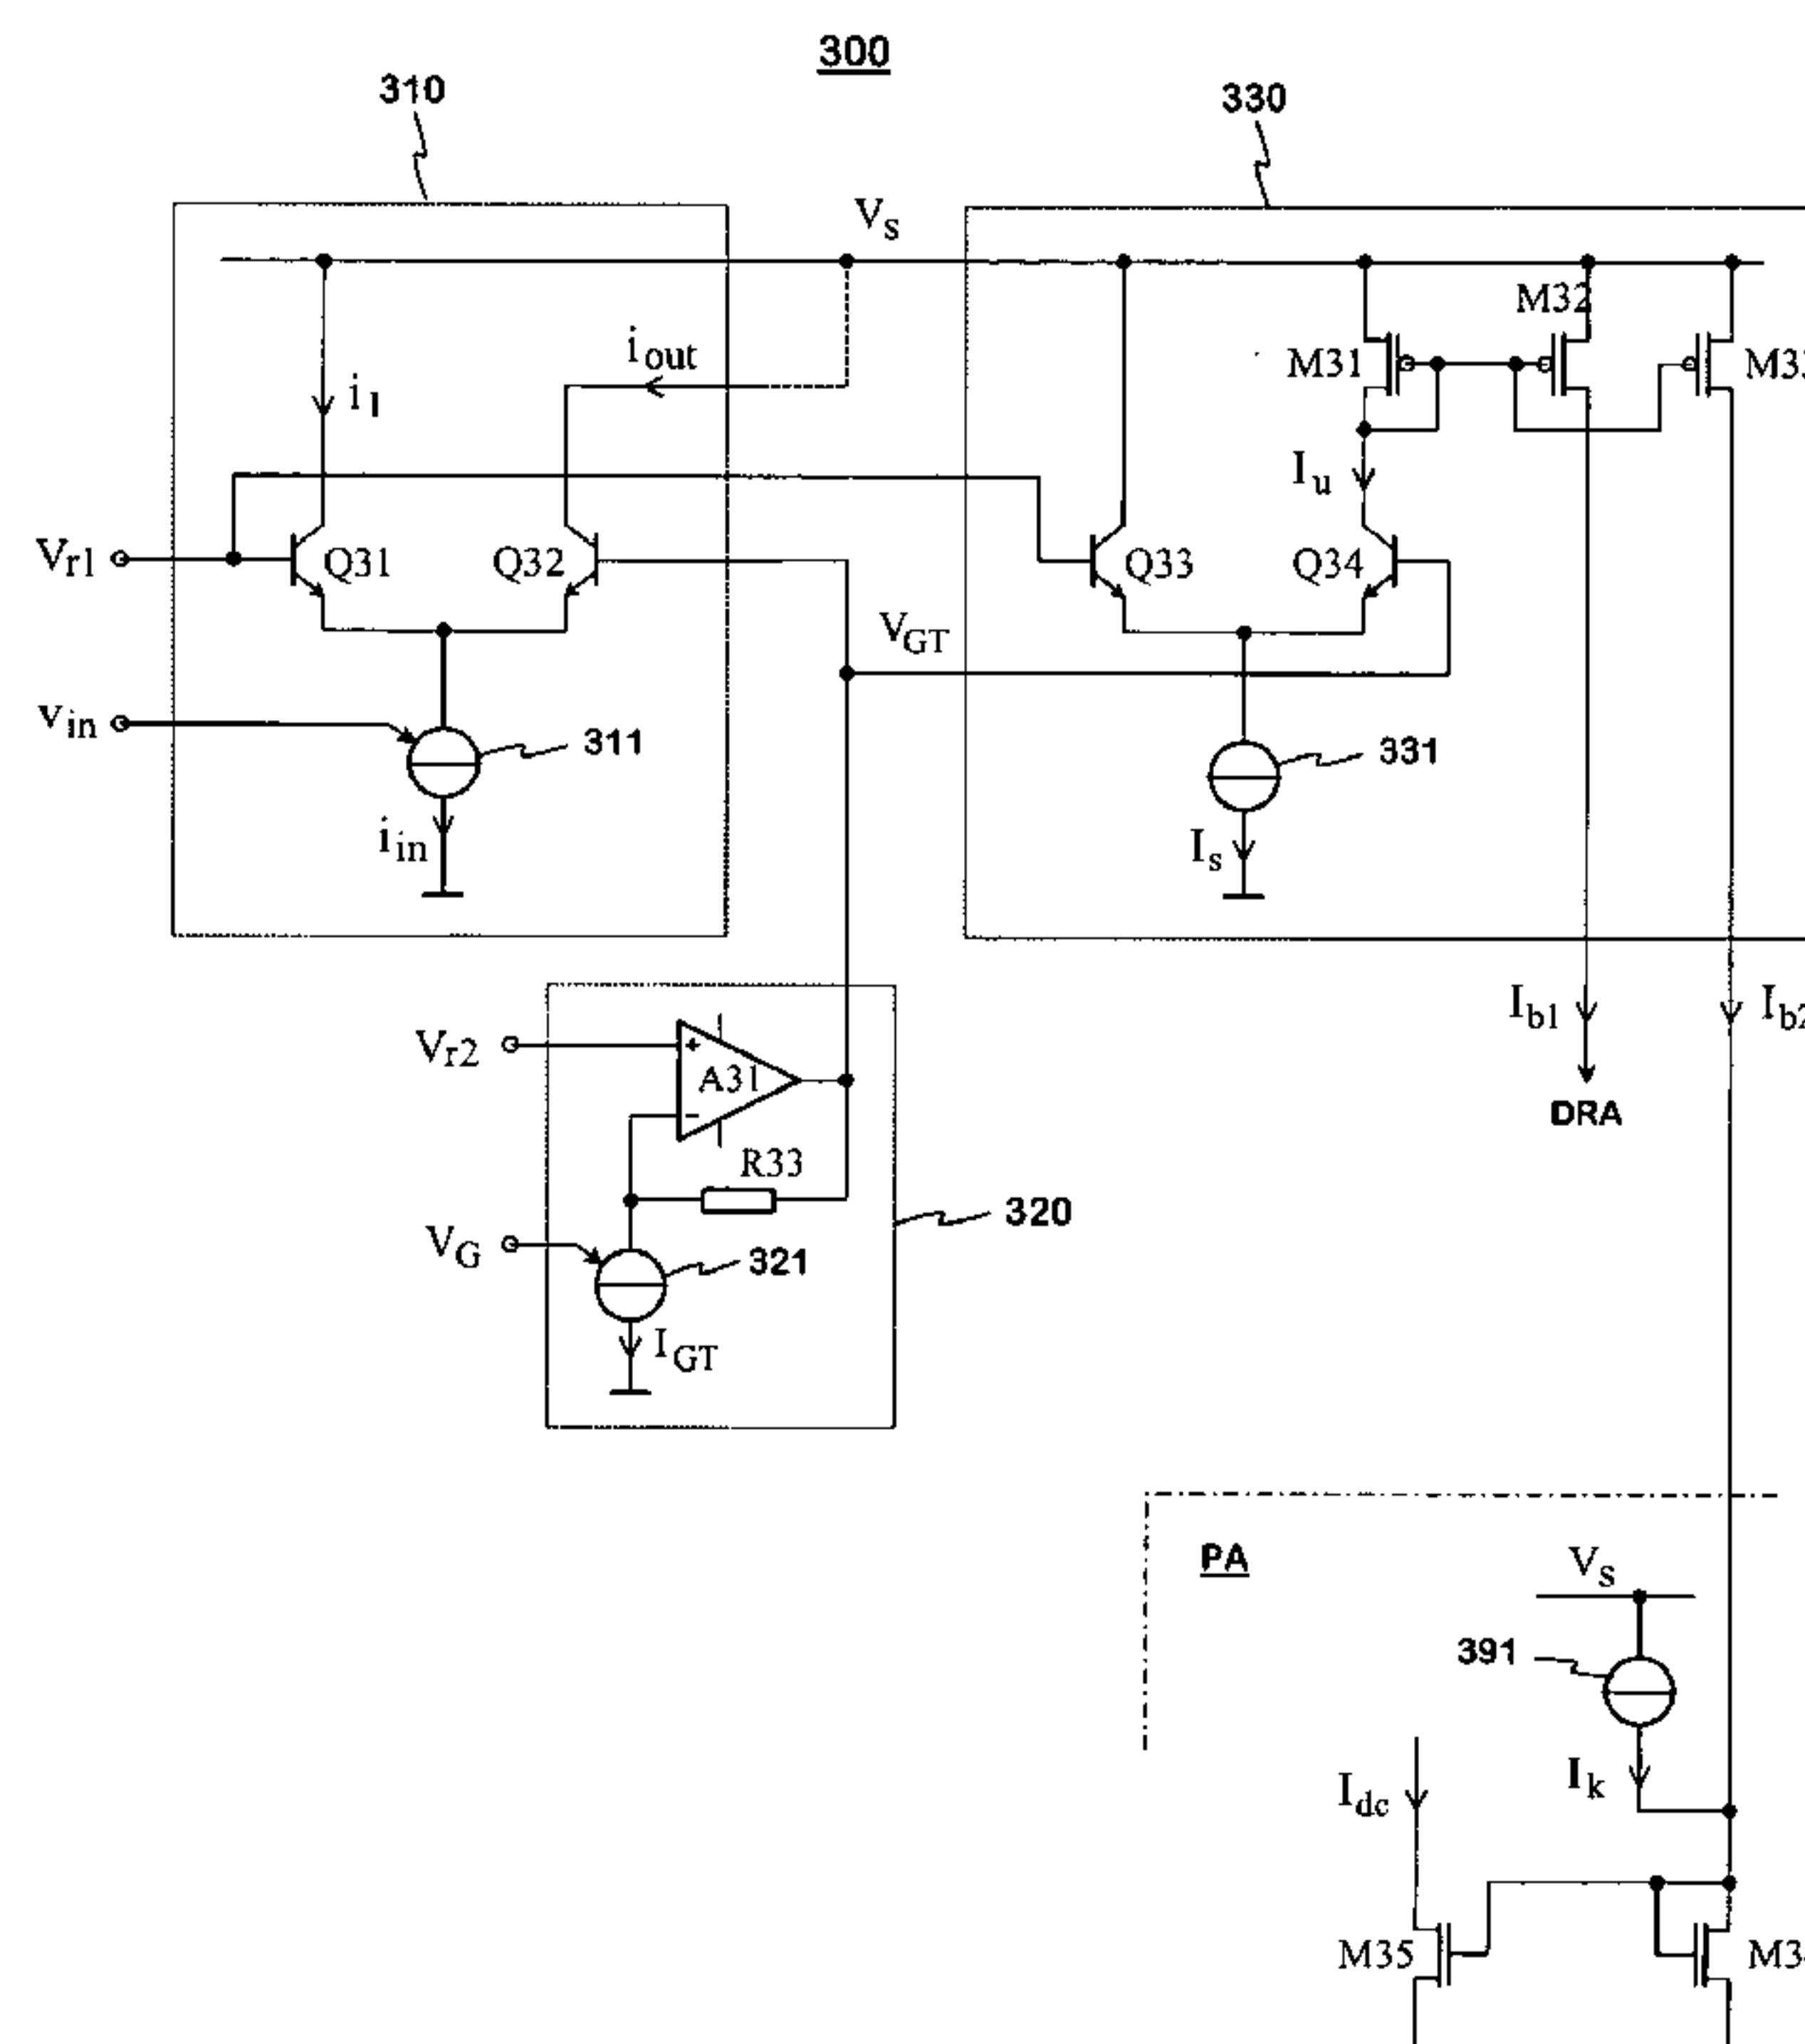 300
310
330
Vs
M32
M31
iout
i1
Iu
Vr1
Q31
Q32
Q33
Q34
VGT
vin
311
331
iin
Is
Ib1
Vr2
+
A31
-
DRA
R33
320
VG
321
IGT
PA
Vs
391
Ik
Idc
M35